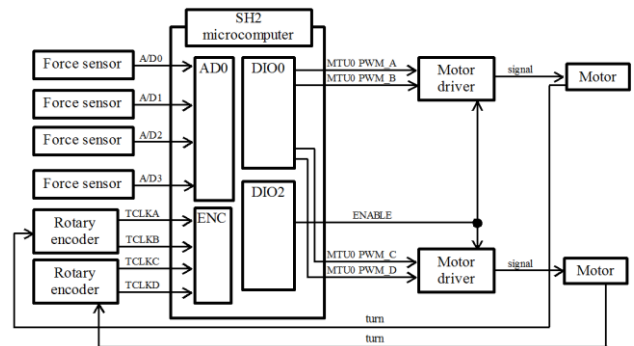 SH2
microcomputer
Force sensor
A/D0
AD0
DIO0
MTU0 PWM_A
MTU0 PWM_B
Motor
driver
signal
Motor
Force sensor
A/D1
Force sensor
A/D2
Force sensor
A/D3
DIO2
Rotary
encoder
TCLKA
TCLKB
ENC
ENABLE
Rotary
encoder
TCLKC
TCLKD
MTU0 PWM_C
MTU0 PWM_D
Motor
driver
signal
Motor
turn
turn